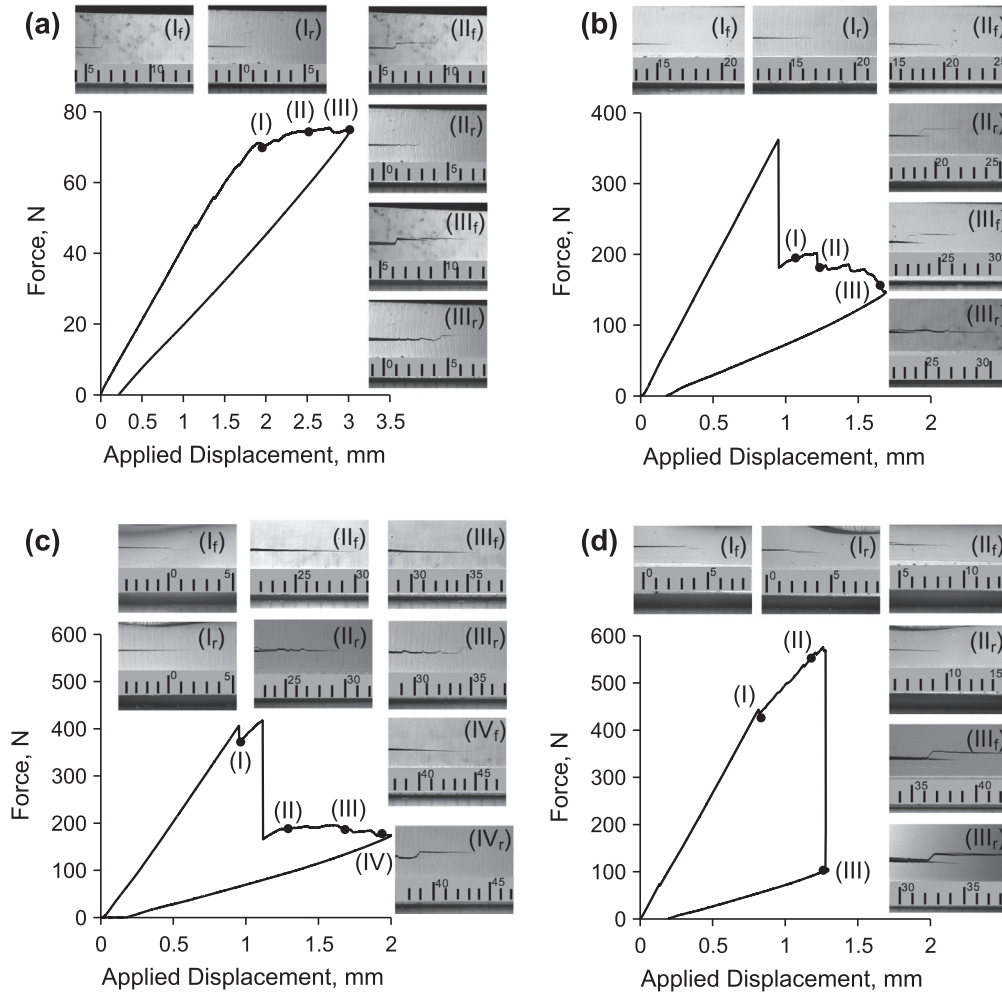 (a)
(I_f)
5 10
(I_r)
0 5
(II_f)
5 10
(II_r)
0 5
(III_f)
5 10
(III_r)
0 5
80
60
40
20
0
Force, N
(I)
(II)
(III)
0 0.5 1 1.5 2 2.5 3 3.5
Applied Displacement, mm
(b)
(I_f)
15 20
(I_r)
15 20
(II_f)
15 20 25
(II_r)
20 25
(III_f)
25 30
(III_r)
25 30
400
300
200
100
0
Force, N
(I)
(II)
(III)
0 0.5 1 1.5 2
Applied Displacement, mm
(c)
(I_f)
0 5
(II_f)
25 30
(III_f)
30 35
(I_r)
0 5
(II_r)
25 30
(III_r)
30 35
(IV_f)
40 45
(IV_r)
40 45
600
500
400
300
200
100
0
Force, N
(I)
(II)
(III)
(IV)
0 0.5 1 1.5 2
Applied Displacement, mm
(d)
(I_f)
0 5
(I_r)
0 5
(II_f)
5 10
(II_r)
10 15
(III_f)
35 40
(III_r)
30 35
600
500
400
300
200
100
0
Force, N
(I)
(II)
(III)
0 0.5 1 1.5 2
Applied Displacement, mm